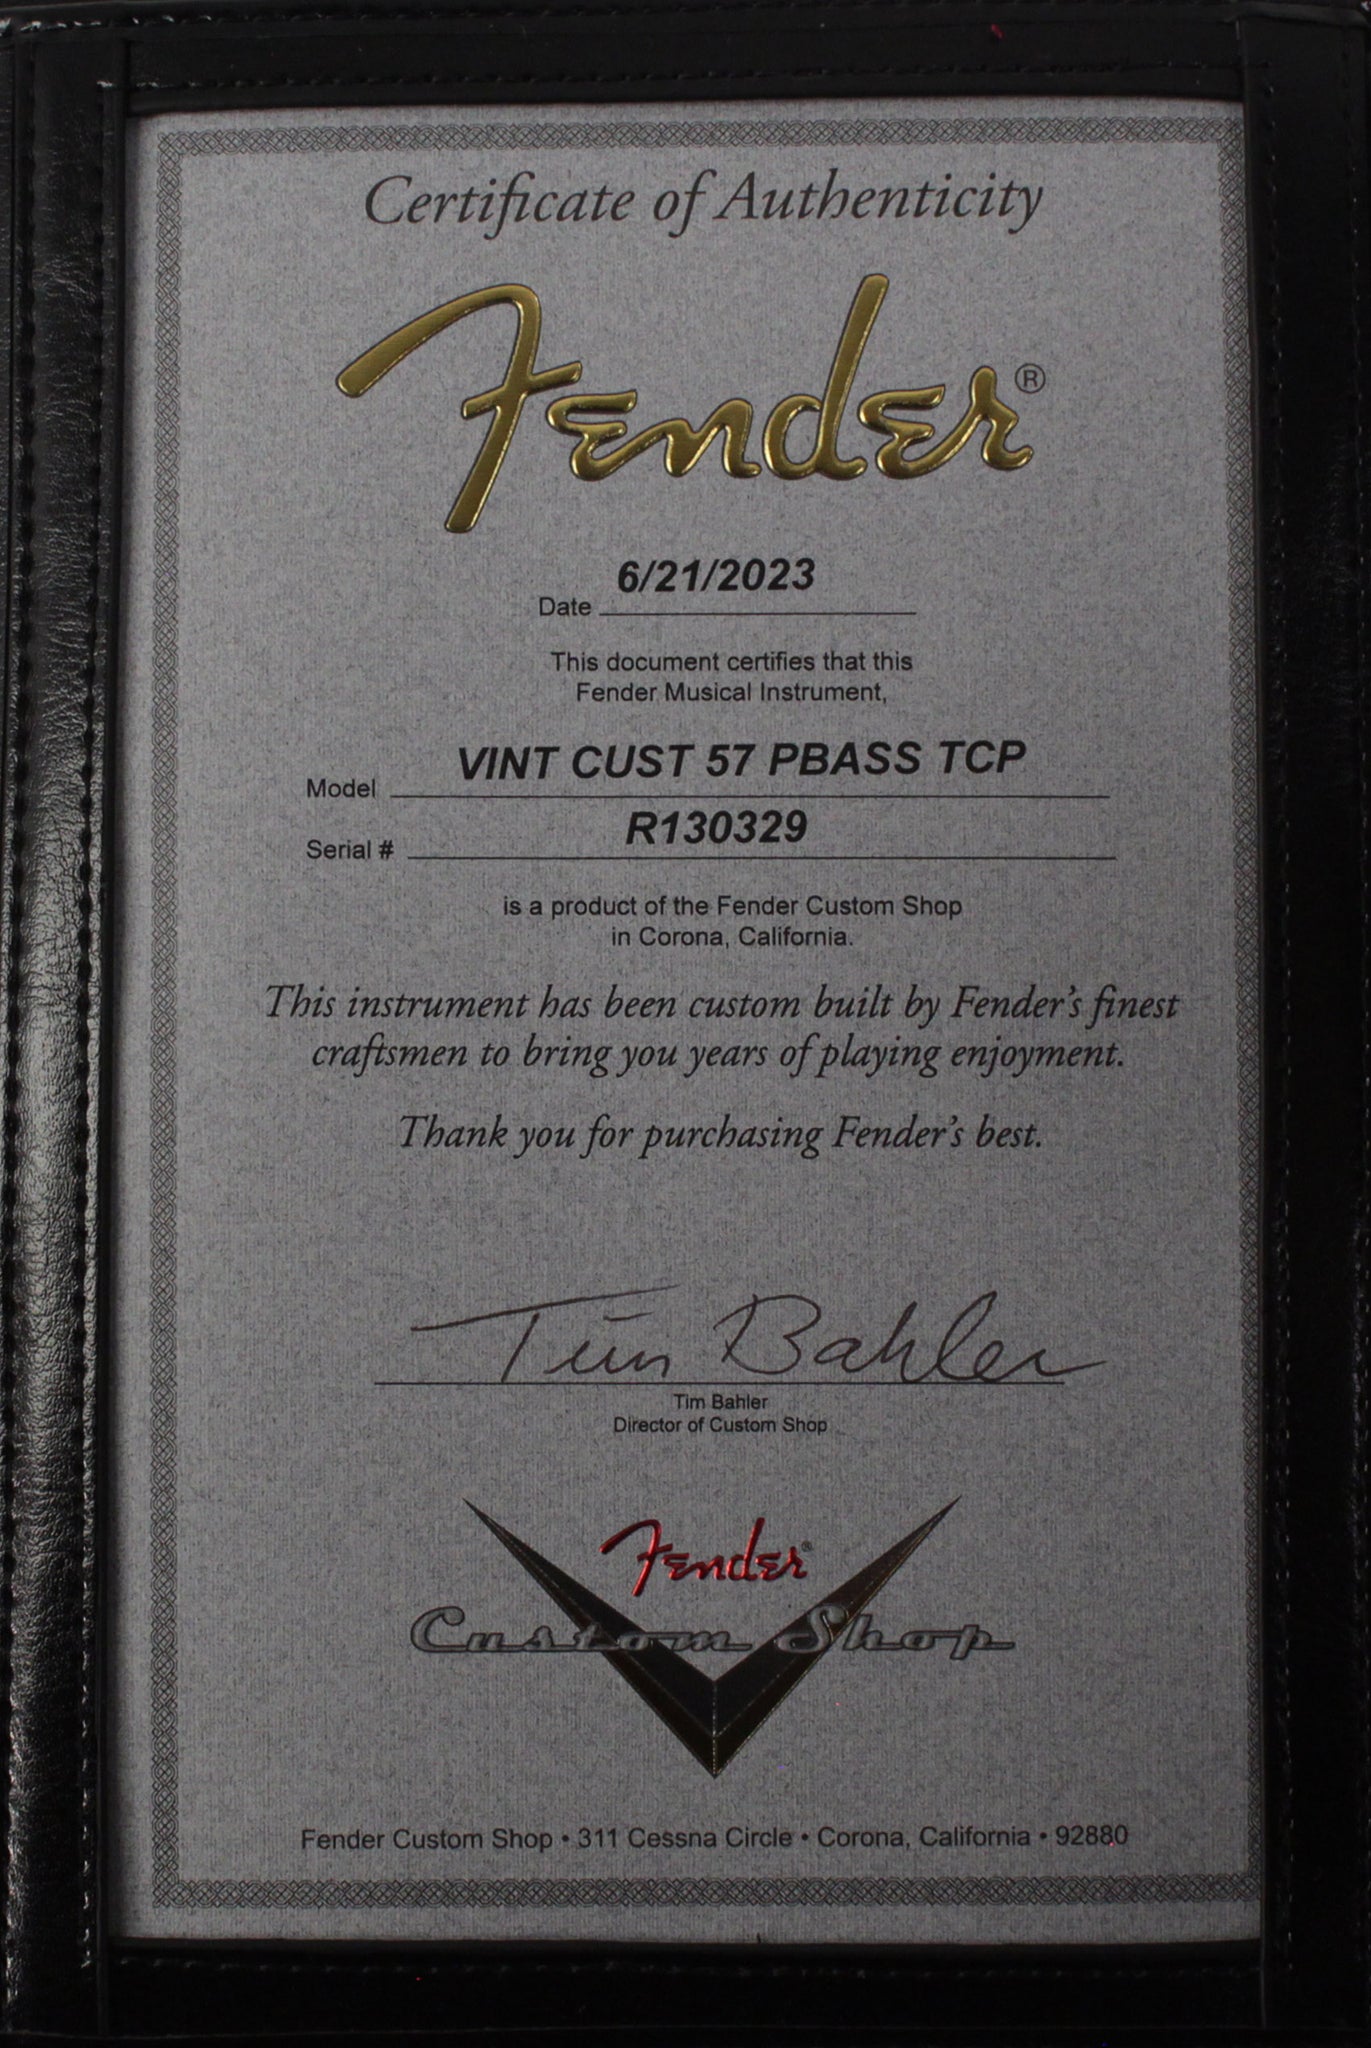 Certificate of Authenticity
Fender®
Date 6/21/2023
This document certifies that this
Fender Musical Instrument,
Model VINT CUST 57 PBASS TCP
Serial # R130329
is a product of the Fender Custom Shop
in Corona, California.
This instrument has been custom built by Fender's finest
craftsmen to bring you years of playing enjoyment.
Thank you for purchasing Fender's best.
Tim Bahler
Tim Bahler
Director of Custom Shop
Fender®
Custom Shop
Fender Custom Shop • 311 Cessna Circle • Corona, California • 92880